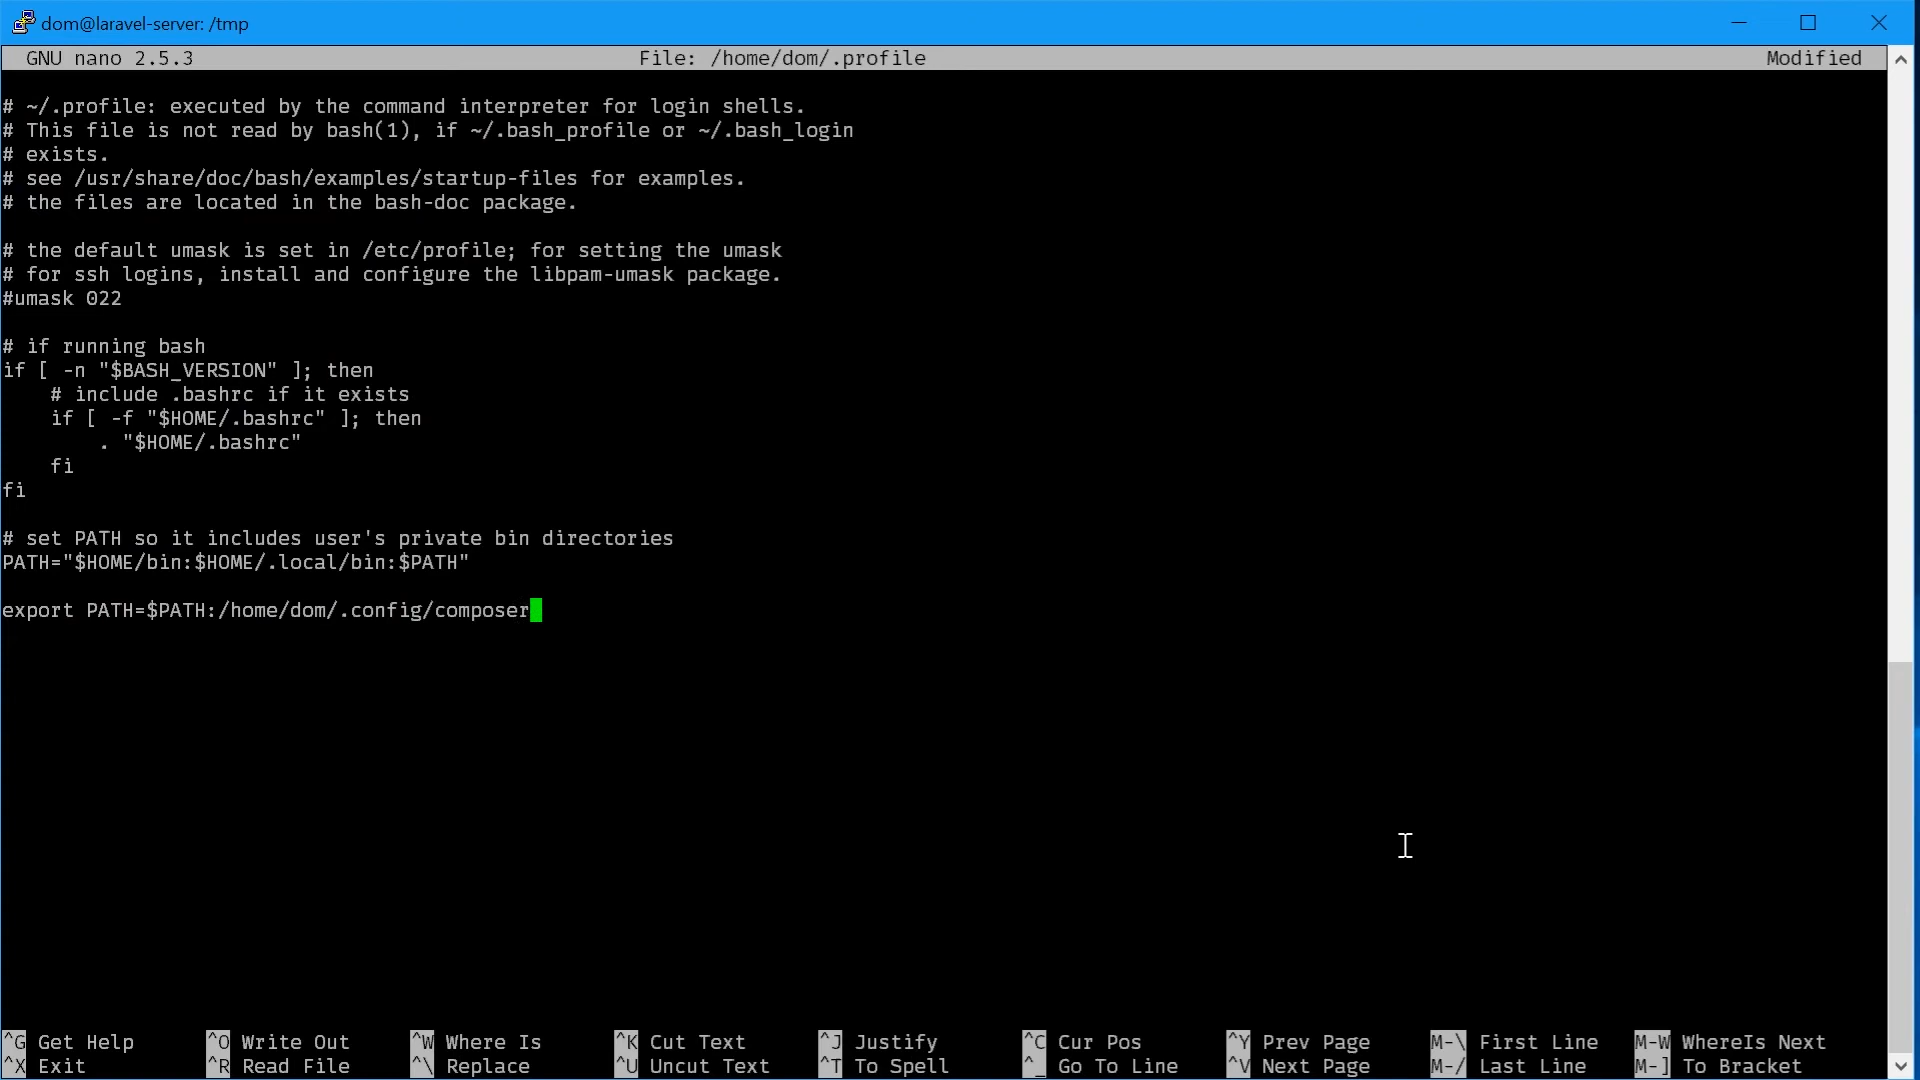 dom@laravel-server: /tmp
GNU nano 2.5.3 File: /home/dom/.profile Modified
# ~/.profile: executed by the command interpreter for login shells.
# This file is not read by bash(1), if ~/.bash_profile or ~/.bash_login
# exists.
# see /usr/share/doc/bash/examples/startup-files for examples.
# the files are located in the bash-doc package.
# the default umask is set in /etc/profile; for setting the umask
# for ssh logins, install and configure the libpam-umask package.
#umask 022
# if running bash
if [ -n "$BASH_VERSION" ]; then
    # include .bashrc if it exists
    if [ -f "$HOME/.bashrc" ]; then
        . "$HOME/.bashrc"
    fi
fi
# set PATH so it includes user's private bin directories
PATH="$HOME/bin:$HOME/.local/bin:$PATH"
export PATH=$PATH:/home/dom/.config/composer
^G Get Help ^O Write Out ^W Where Is ^K Cut Text ^J Justify ^C Cur Pos ^Y Prev Page M-\ First Line M-W WhereIs Next
^X Exit ^R Read File ^\ Replace ^U Uncut Text ^T To Spell ^_ Go To Line ^V Next Page M-/ Last Line M-] To Bracket